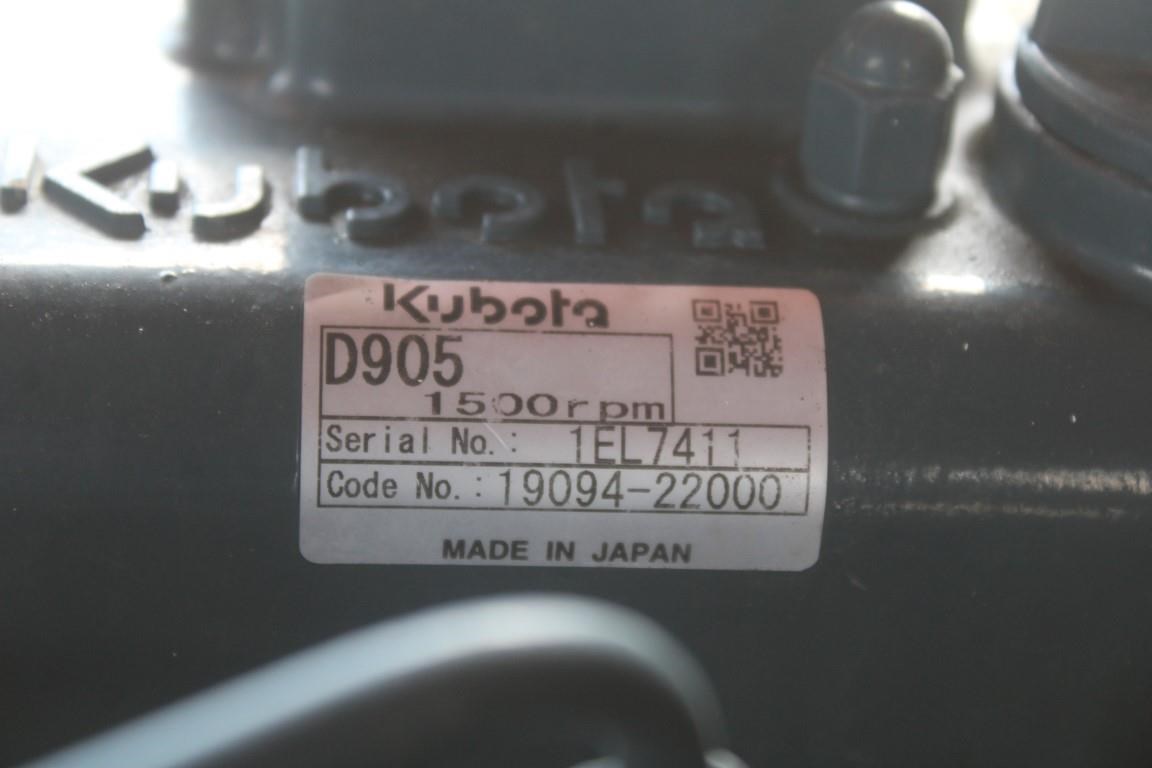 Kubota
Kubota
D905
1500rpm
Serial No.: 1EL7411
Code No.: 19094-22000
MADE IN JAPAN